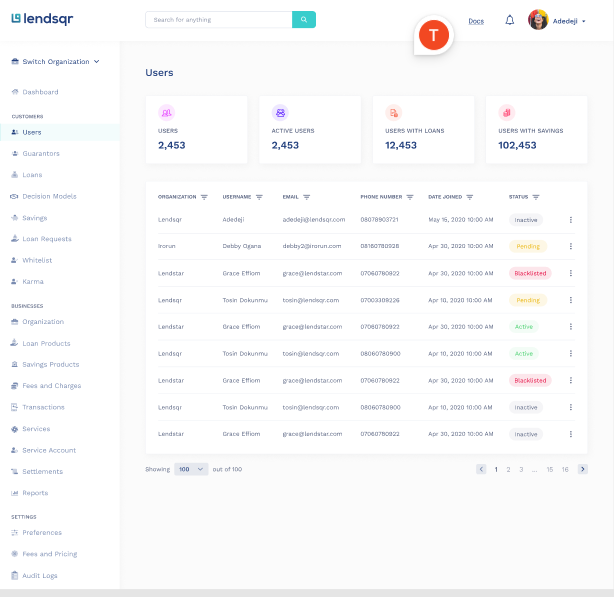 lendsqr
Search for anything
Docs
Adedeji
T
Switch Organization
Dashboard
CUSTOMERS
Users
Guarantors
Loans
Decision Models
Savings
Loan Requests
Whitelist
Karma
BUSINESSES
Organization
Loan Products
Savings Products
Fees and Charges
Transactions
Services
Service Account
Settlements
Reports
SETTINGS
Preferences
Fees and Pricing
Audit Logs
Users
USERS
2,453
ACTIVE USERS
2,453
USERS WITH LOANS
12,453
USERS WITH SAVINGS
102,453
ORGANIZATION USERNAME EMAIL PHONE NUMBER DATE JOINED STATUS
Lendsqr Adedeji adedeji@lendsqr.com 08078903721 May 15, 2020 10:00 AM Inactive
Irorun Debby Ogana debby2@irorun.com 08160780928 Apr 30, 2020 10:00 AM Pending
Lendstar Grace Effiom grace@lendstar.com 07060780922 Apr 30, 2020 10:00 AM Blacklisted
Lendsqr Tosin Dokunmu tosin@lendsqr.com 07003309226 Apr 10, 2020 10:00 AM Pending
Lendstar Grace Effiom grace@lendstar.com 07060780922 Apr 30, 2020 10:00 AM Active
Lendsqr Tosin Dokunmu tosin@lendsqr.com 08060780900 Apr 10, 2020 10:00 AM Active
Lendstar Grace Effiom grace@lendstar.com 07060780922 Apr 30, 2020 10:00 AM Blacklisted
Lendsqr Tosin Dokunmu tosin@lendsqr.com 08060780900 Apr 10, 2020 10:00 AM Inactive
Lendstar Grace Effiom grace@lendstar.com 07060780922 Apr 30, 2020 10:00 AM Inactive
Showing 100 out of 100
1 2 3 ... 15 16